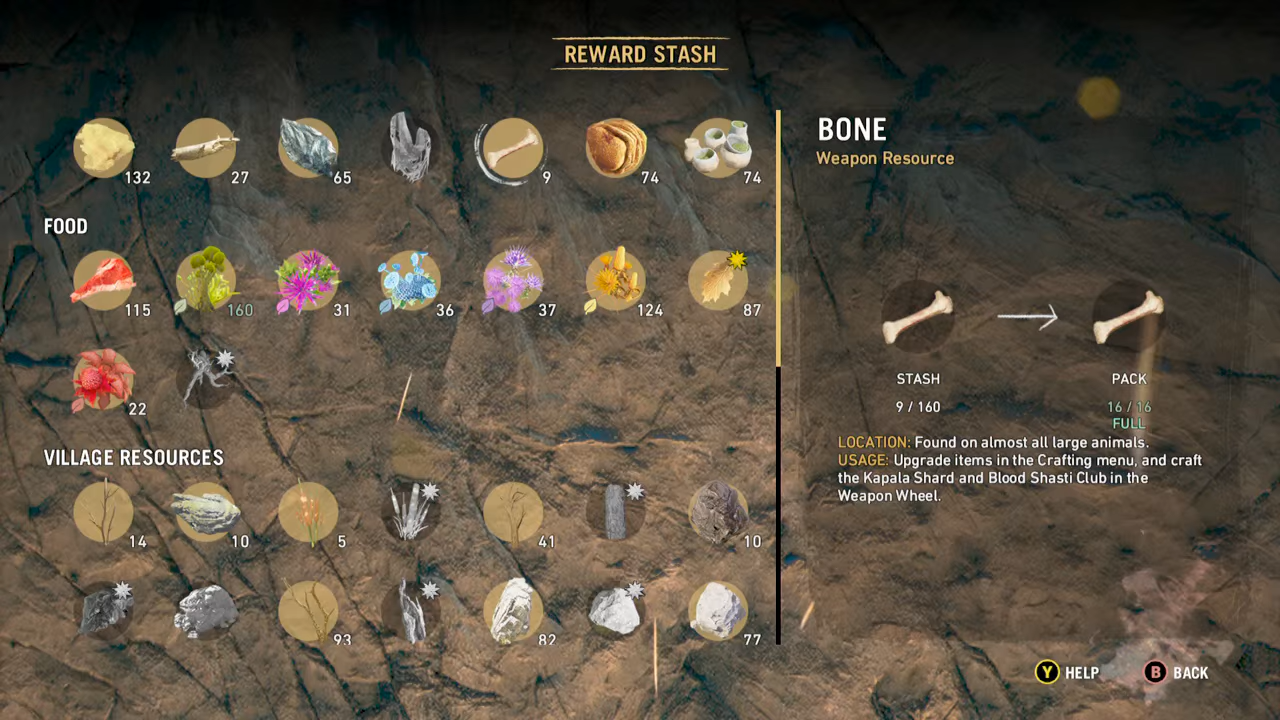 REWARD STASH
132 27 65 9 74 74
FOOD
115 160 31 36 37 124 87
22
VILLAGE RESOURCES
14 10 5 41 10
93 82 77
BONE
Weapon Resource
STASH PACK
9 / 160 16 / 16
FULL
LOCATION: Found on almost all large animals.
USAGE: Upgrade items in the Crafting menu, and craft
the Kapala Shard and Blood Shasti Club in the
Weapon Wheel.
Y HELP B BACK